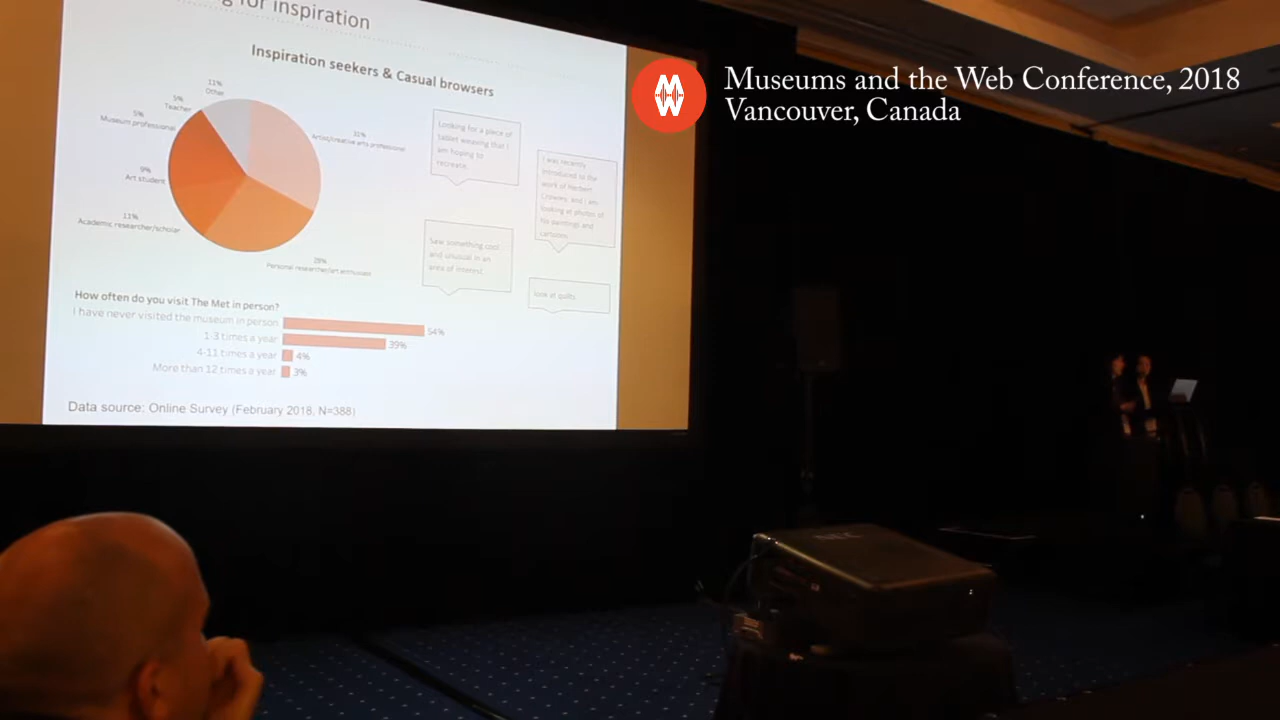 g for inspiration
Inspiration seekers & Casual browsers
11%
Other
5%
Teacher
5%
Museum professional
9%
Art student
11%
Academic researcher/scholar
31%
Artist/creative arts professional
28%
Personal researcher/art enthusiast
Looking for a piece of
tablet weaving that I
am hoping to
recreate.
I was recently
introduced to the
work of Herbert
Crowley, and I am
looking at photos of
his paintings and
cartoons.
Saw something cool
and unusual in an
area of interest.
look at quilts
How often do you visit The Met in person?
I have never visited the museum in person 54%
1-3 times a year 39%
4-11 times a year 4%
More than 12 times a year 3%
Data source: Online Survey (February 2018, N=388)
MW
Museums and the Web Conference, 2018
Vancouver, Canada
NEC